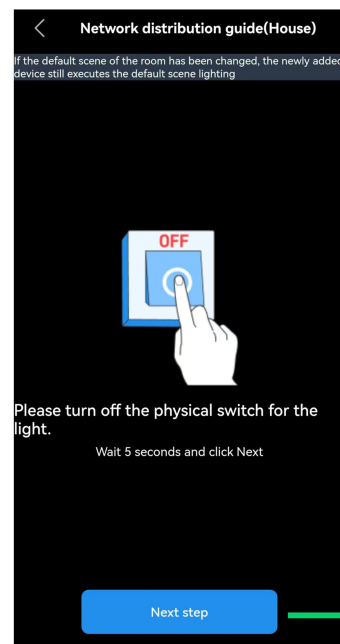 Network distribution guide(House)
If the default scene of the room has been changed, the newly added
device still executes the default scene lighting
OFF
Please turn off the physical switch for the
light.
Wait 5 seconds and click Next
Next step